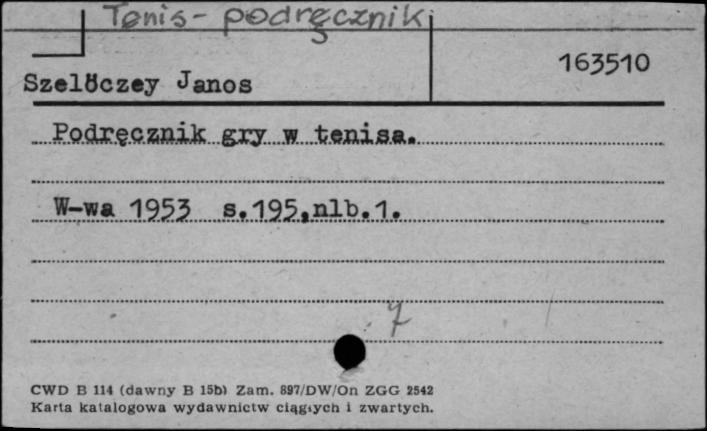 Tenis - podręcznik
163510
Szelöczey Janos
Podręcznik gry w tenisa.
W-wa 1953 s.195,nlb.1.
7
CWD B 114 (dawny B 15b) Zam. 897/DW/On ZGG 2542
Karta katalogowa wydawnictw ciągłych i zwartych.